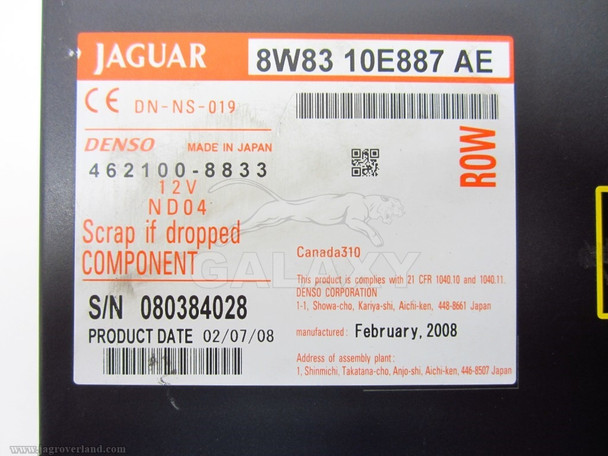 JAGUAR
8W83 10E887 AE
CE DN-NS-019
DENSO MADE IN JAPAN
462100-8833
12V
ND04
ROW
Scrap if dropped
COMPONENT
GALAXY
Canada310
This product is complies with 21 CFR 1040.10 and 1040.11.
DENSO CORPORATION
1-1, Showa-cho, Kariya-shi, Aichi-ken, 448-8661 Japan
S/N 080384028
PRODUCT DATE 02/07/08
manufactured: February, 2008
Address of assembly plant:
1, Shinmichi, Takatana-cho, Anjo-shi, Aichi-ken, 446-8507 Japan
www.jagroverland.com